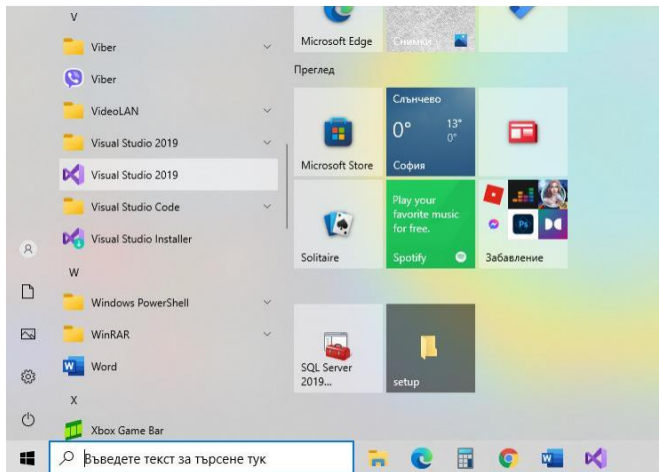 V
Viber
Viber
VideoLAN
Visual Studio 2019
Visual Studio 2019
Visual Studio Code
Visual Studio Installer
W
Windows PowerShell
WinRAR
Word
X
Xbox Game Bar
Microsoft Edge
Снимки
Преглед
Microsoft Store
Слънчево
0° 13°
0°
София
Solitaire
Play your
favorite music
for free.
Spotify
Ps
Забавление
SQL Server
2019...
setup
Въведете текст за търсене тук